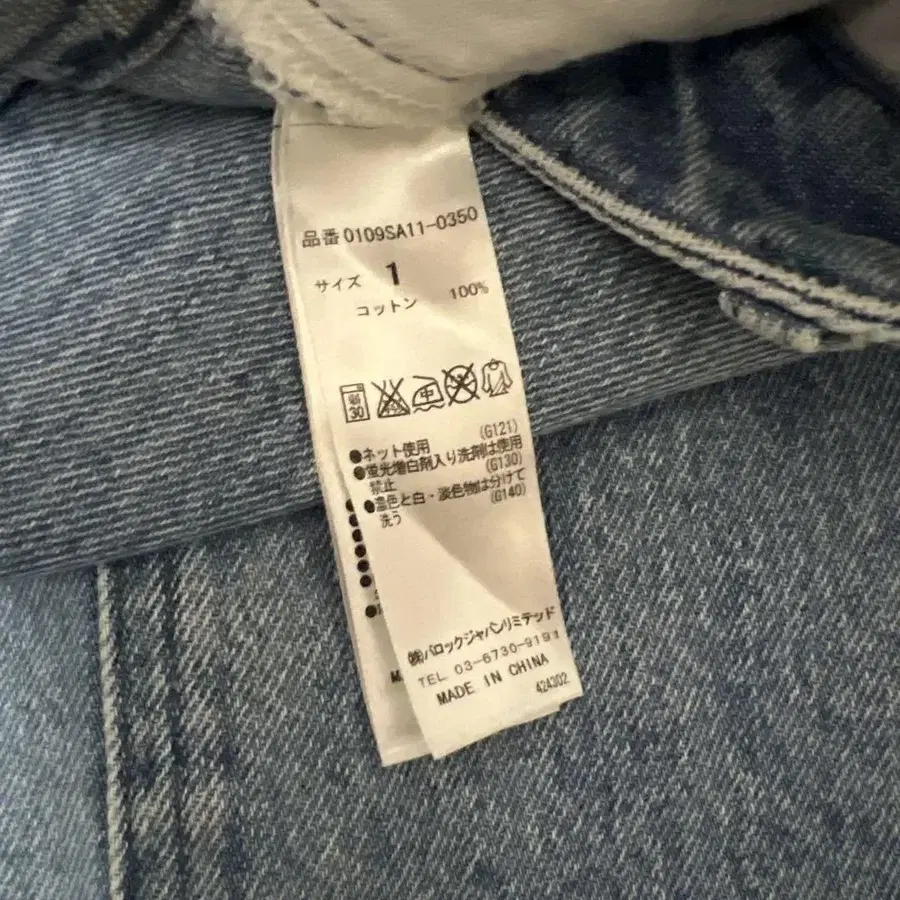 品番 0109SA11-0350
サイズ 1
コットン 100%
弱
30
中
●ネット使用 (G121)
●蛍光増白剤入り洗剤は使用
禁止 (G130)
●濃色と白・淡色物は分けて
洗う (G140)
㈱バロックジャパンリミテッド
TEL 03-6730-9191
MADE IN CHINA
424302